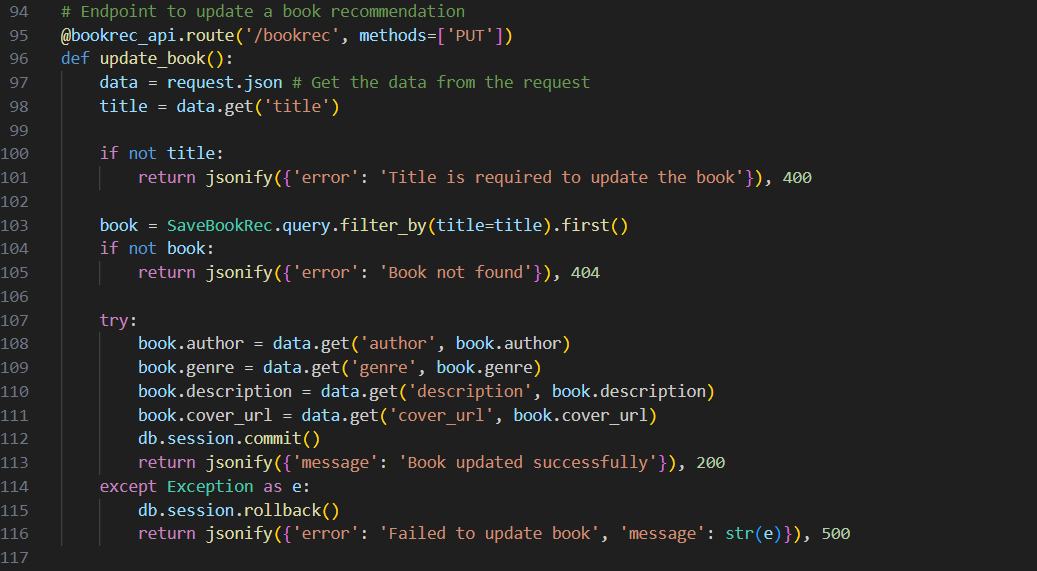 94 # Endpoint to update a book recommendation
95 @bookrec_api.route('/bookrec', methods=['PUT'])
96 def update_book():
97     data = request.json # Get the data from the request
98     title = data.get('title')
99
100     if not title:
101         return jsonify({'error': 'Title is required to update the book'}), 400
102
103     book = SaveBookRec.query.filter_by(title=title).first()
104     if not book:
105         return jsonify({'error': 'Book not found'}), 404
106
107     try:
108         book.author = data.get('author', book.author)
109         book.genre = data.get('genre', book.genre)
110         book.description = data.get('description', book.description)
111         book.cover_url = data.get('cover_url', book.cover_url)
112         db.session.commit()
113         return jsonify({'message': 'Book updated successfully'}), 200
114     except Exception as e:
115         db.session.rollback()
116         return jsonify({'error': 'Failed to update book', 'message': str(e)}), 500
117